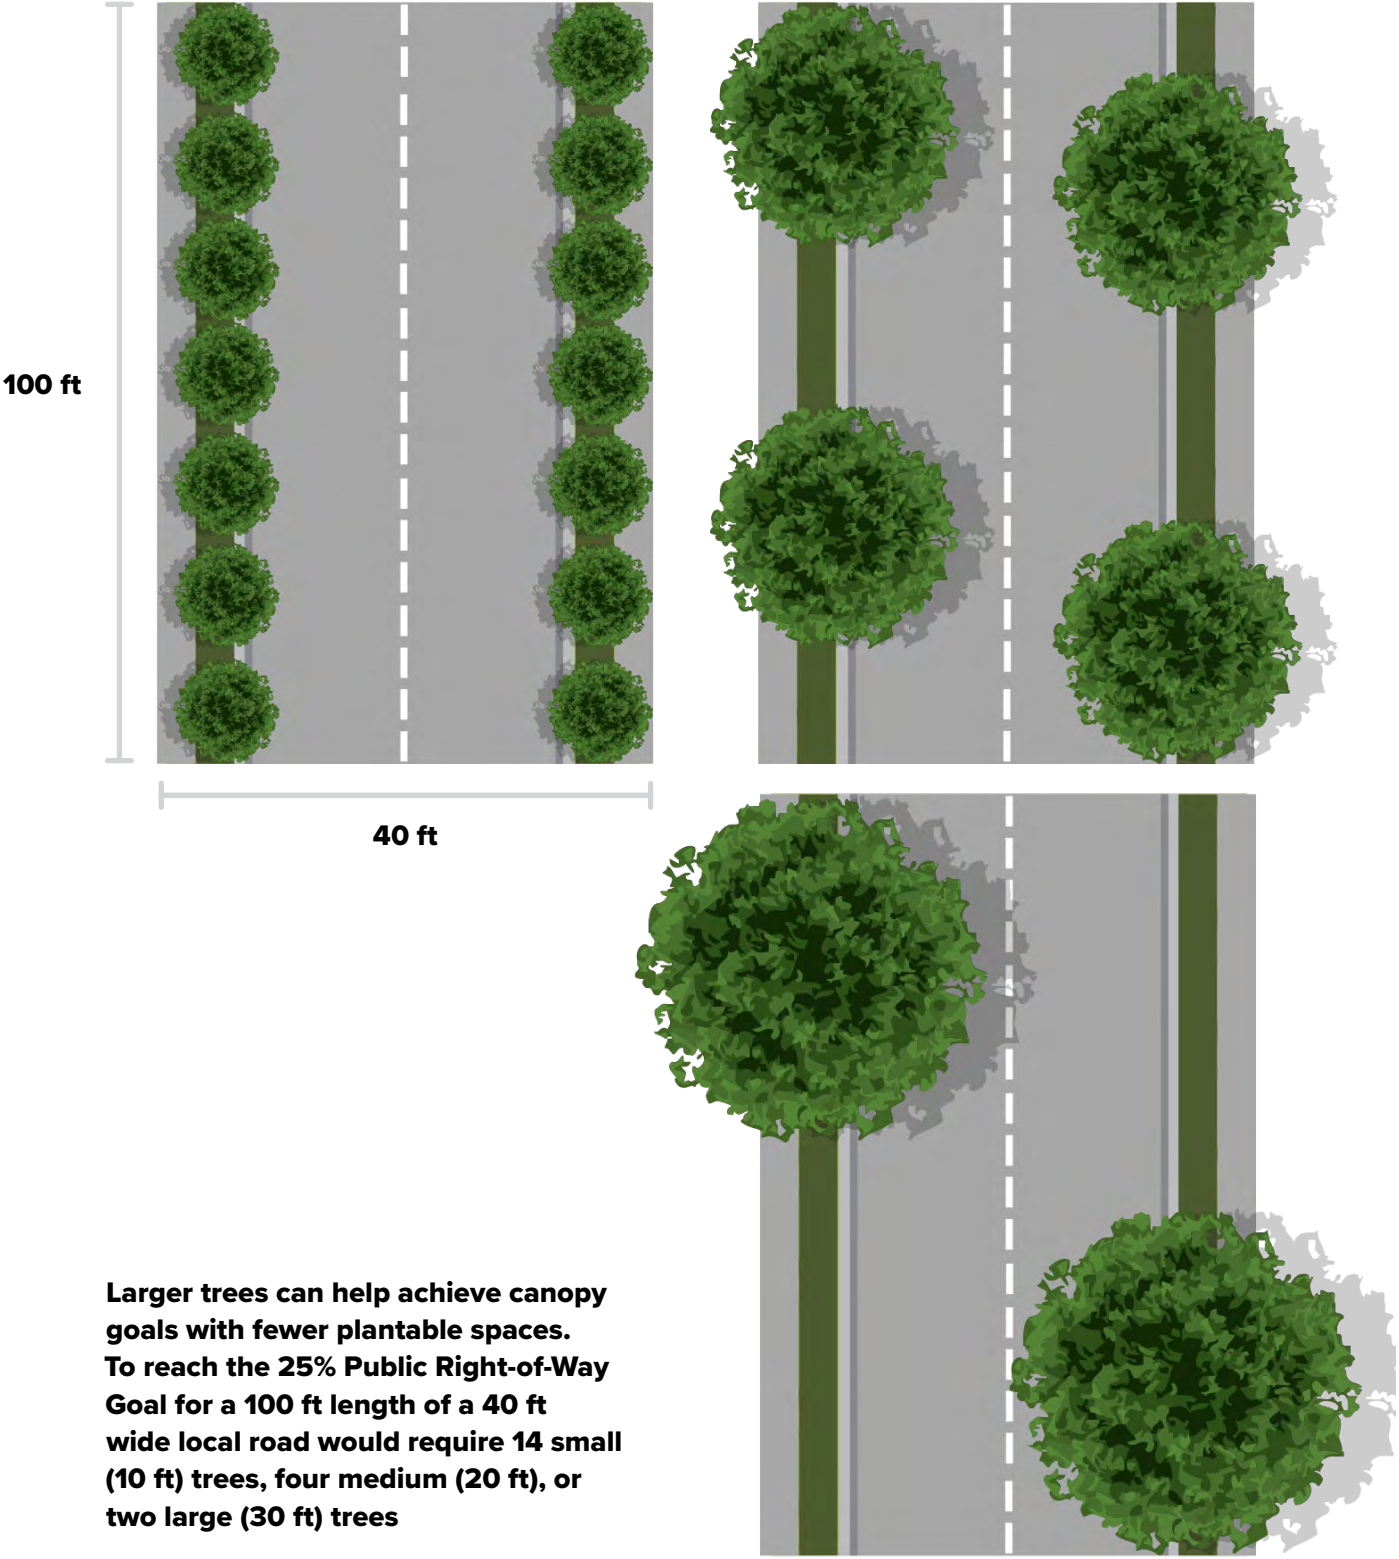 100 ft
40 ft
Larger trees can help achieve canopy
goals with fewer plantable spaces.
To reach the 25% Public Right-of-Way
Goal for a 100 ft length of a 40 ft
wide local road would require 14 small
(10 ft) trees, four medium (20 ft), or
two large (30 ft) trees